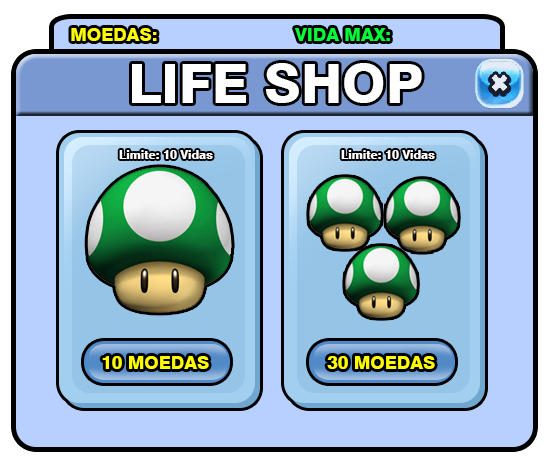 MOEDAS: VIDA MAX:
LIFE SHOP
Limite: 10 Vidas
10 MOEDAS
Limite: 10 Vidas
30 MOEDAS